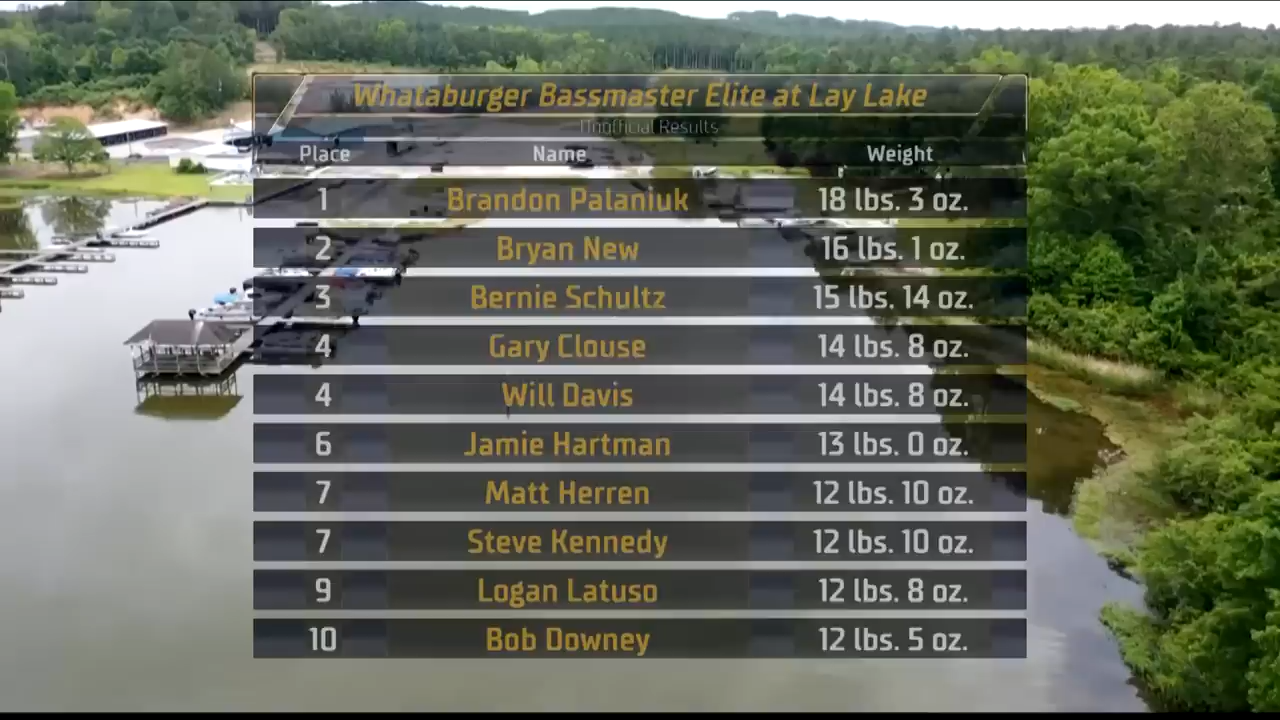 Whataburger Bassmaster Elite at Lay Lake
Unofficial Results
Place Name Weight
1 Brandon Palaniuk 18 lbs. 3 oz.
2 Bryan New 16 lbs. 1 oz.
3 Bernie Schultz 15 lbs. 14 oz.
4 Gary Clouse 14 lbs. 8 oz.
4 Will Davis 14 lbs. 8 oz.
6 Jamie Hartman 13 lbs. 0 oz.
7 Matt Herren 12 lbs. 10 oz.
7 Steve Kennedy 12 lbs. 10 oz.
9 Logan Latuso 12 lbs. 8 oz.
10 Bob Downey 12 lbs. 5 oz.